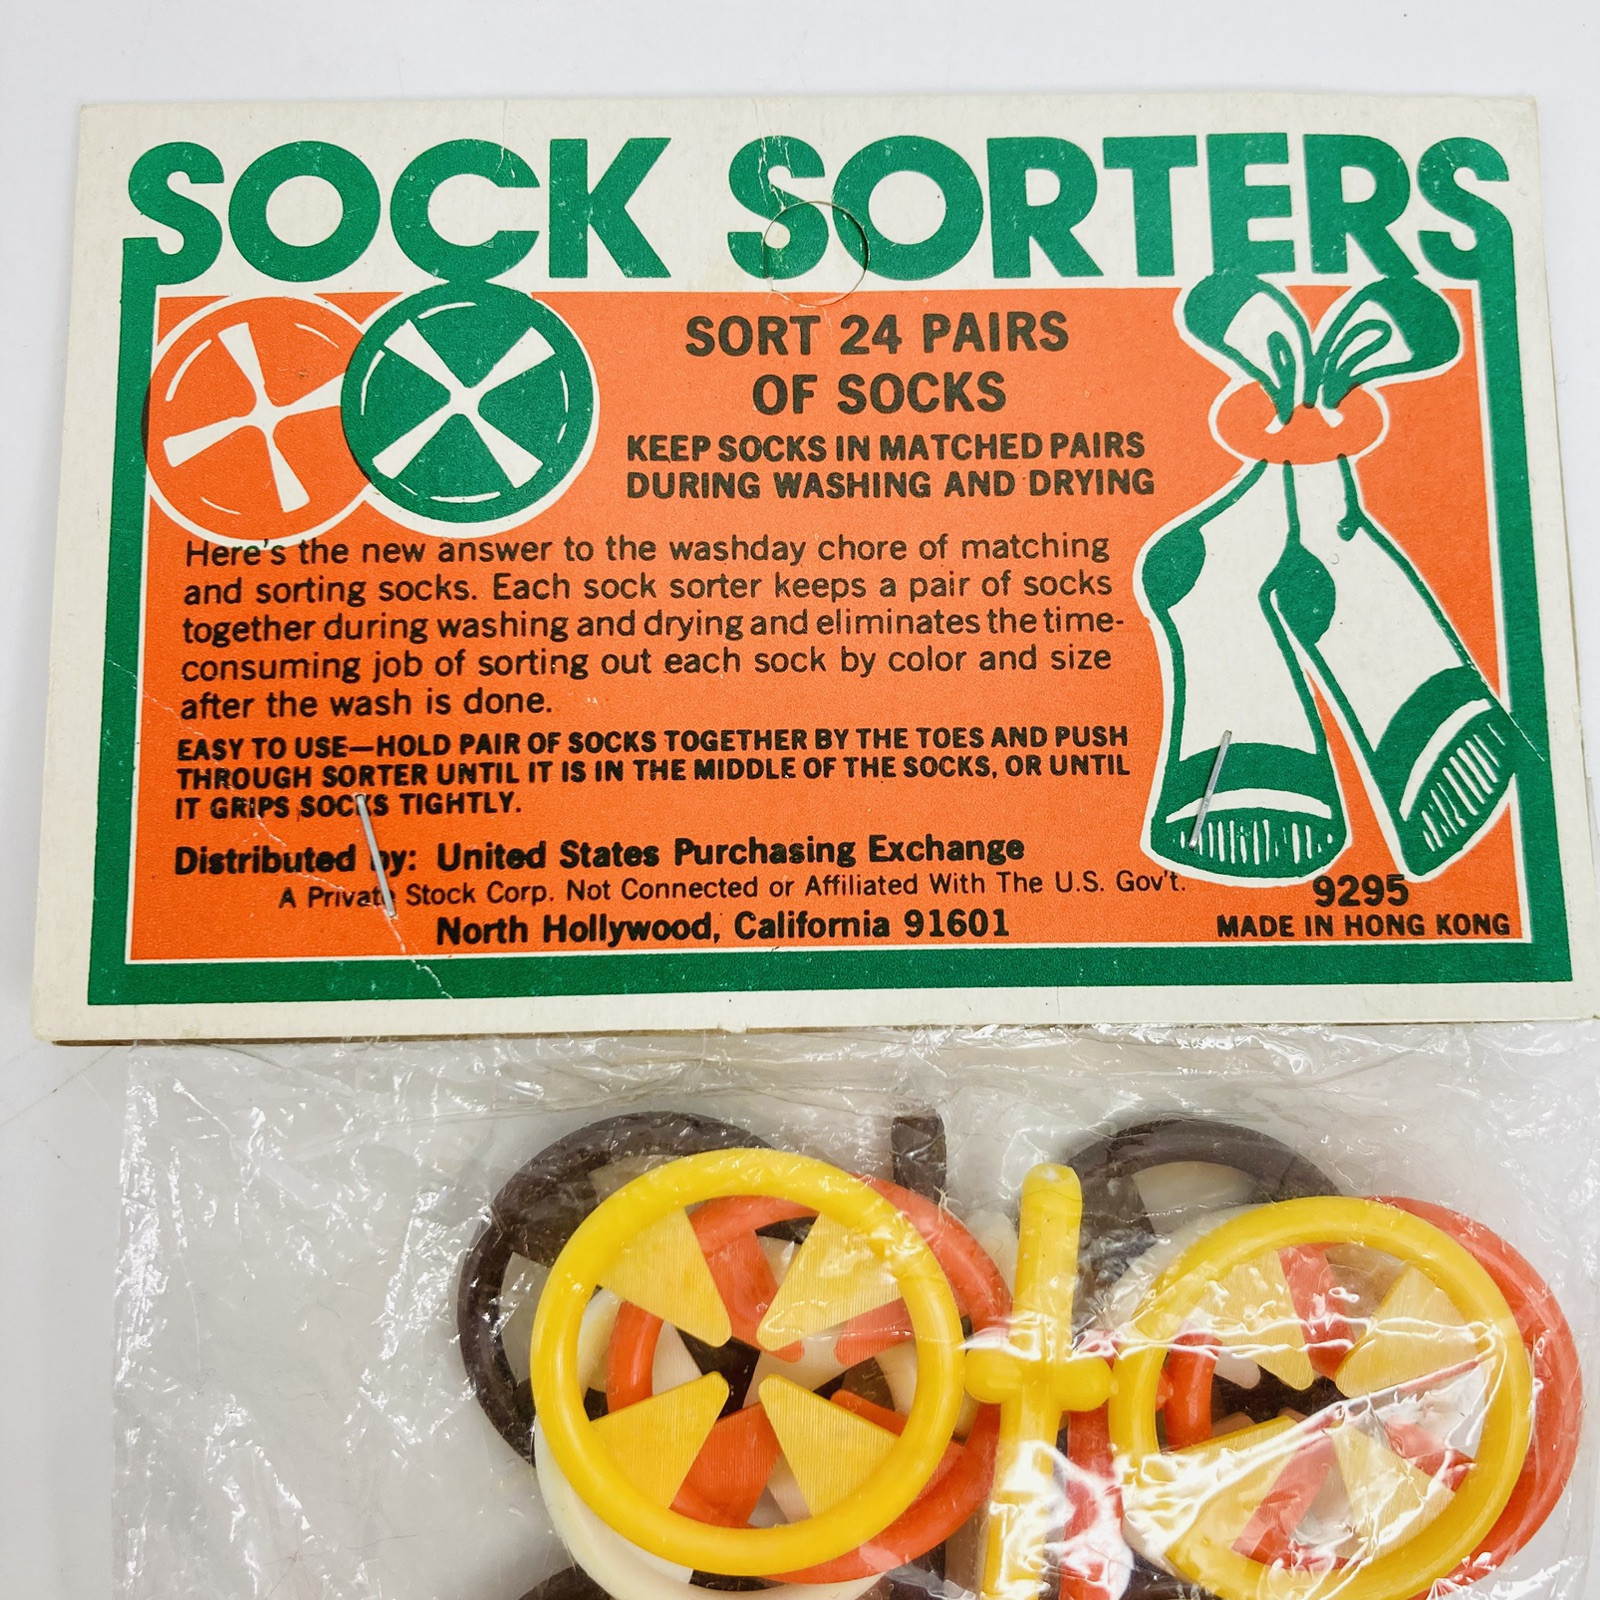 SOCK SORTERS
SORT 24 PAIRS
OF SOCKS
KEEP SOCKS IN MATCHED PAIRS
DURING WASHING AND DRYING
Here's the new answer to the washday chore of matching
and sorting socks. Each sock sorter keeps a pair of socks
together during washing and drying and eliminates the time-
consuming job of sorting out each sock by color and size
after the wash is done.
EASY TO USE—HOLD PAIR OF SOCKS TOGETHER BY THE TOES AND PUSH
THROUGH SORTER UNTIL IT IS IN THE MIDDLE OF THE SOCKS, OR UNTIL
IT GRIPS SOCKS TIGHTLY.
Distributed by: United States Purchasing Exchange
A Private Stock Corp. Not Connected or Affiliated With The U.S. Gov't.
North Hollywood, California 91601
9295
MADE IN HONG KONG